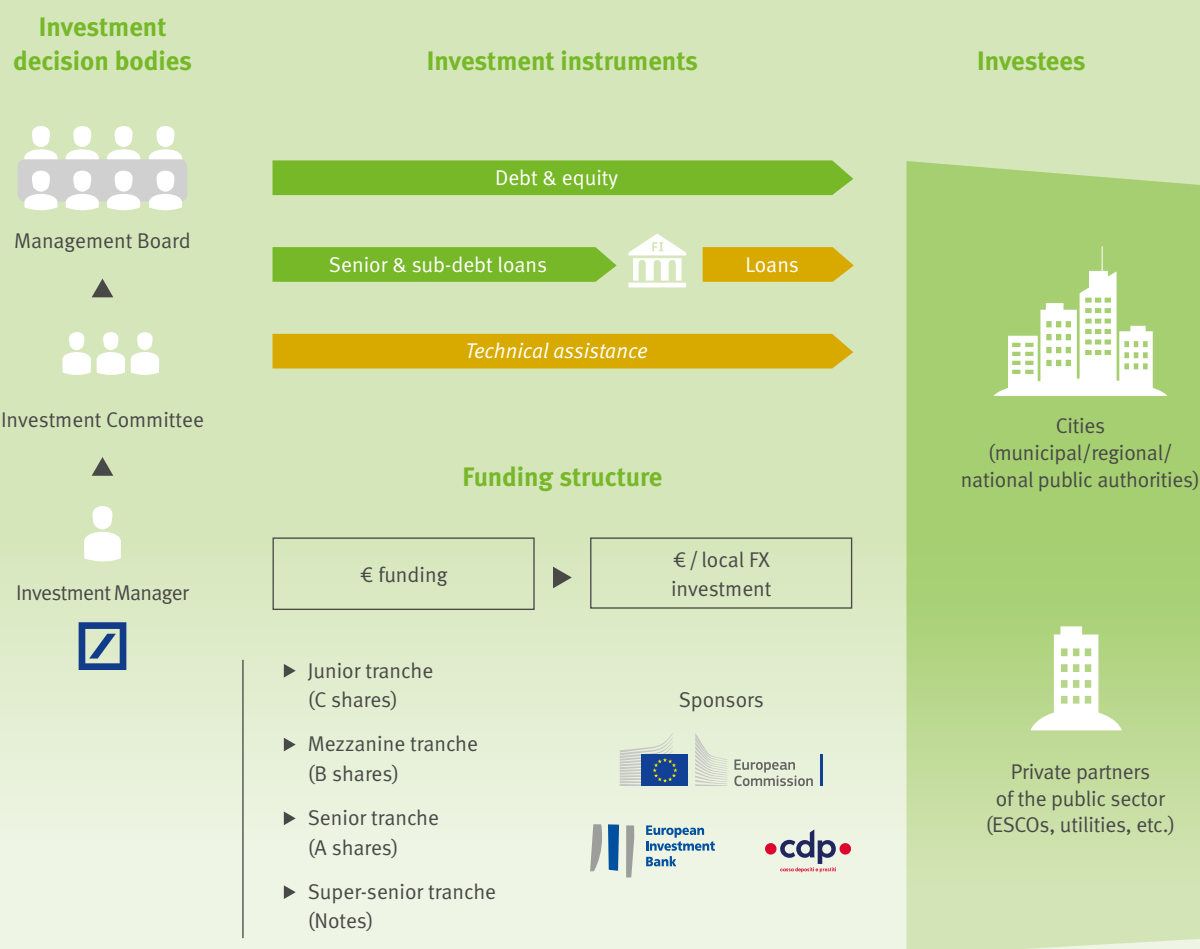 Investment
decision bodies
Management Board
Investment Committee
Investment Manager
Investment instruments
Debt & equity
Senior & sub-debt loans
FI
Loans
Technical assistance
Funding structure
€ funding
€ / local FX
investment
Junior tranche
(C shares)
Mezzanine tranche
(B shares)
Senior tranche
(A shares)
Super-senior tranche
(Notes)
Sponsors
European
Commission
European
Investment
Bank
cdp
cassa depositi e prestiti
Investees
Cities
(municipal/regional/
national public authorities)
Private partners
of the public sector
(ESCOs, utilities, etc.)